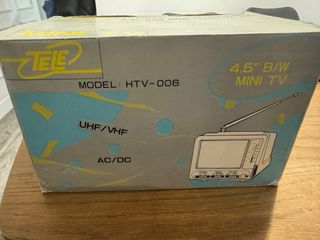 TELE
MODEL: HTV-006
4.5" B/W
MINI TV
UHF/VHF
AC/DC